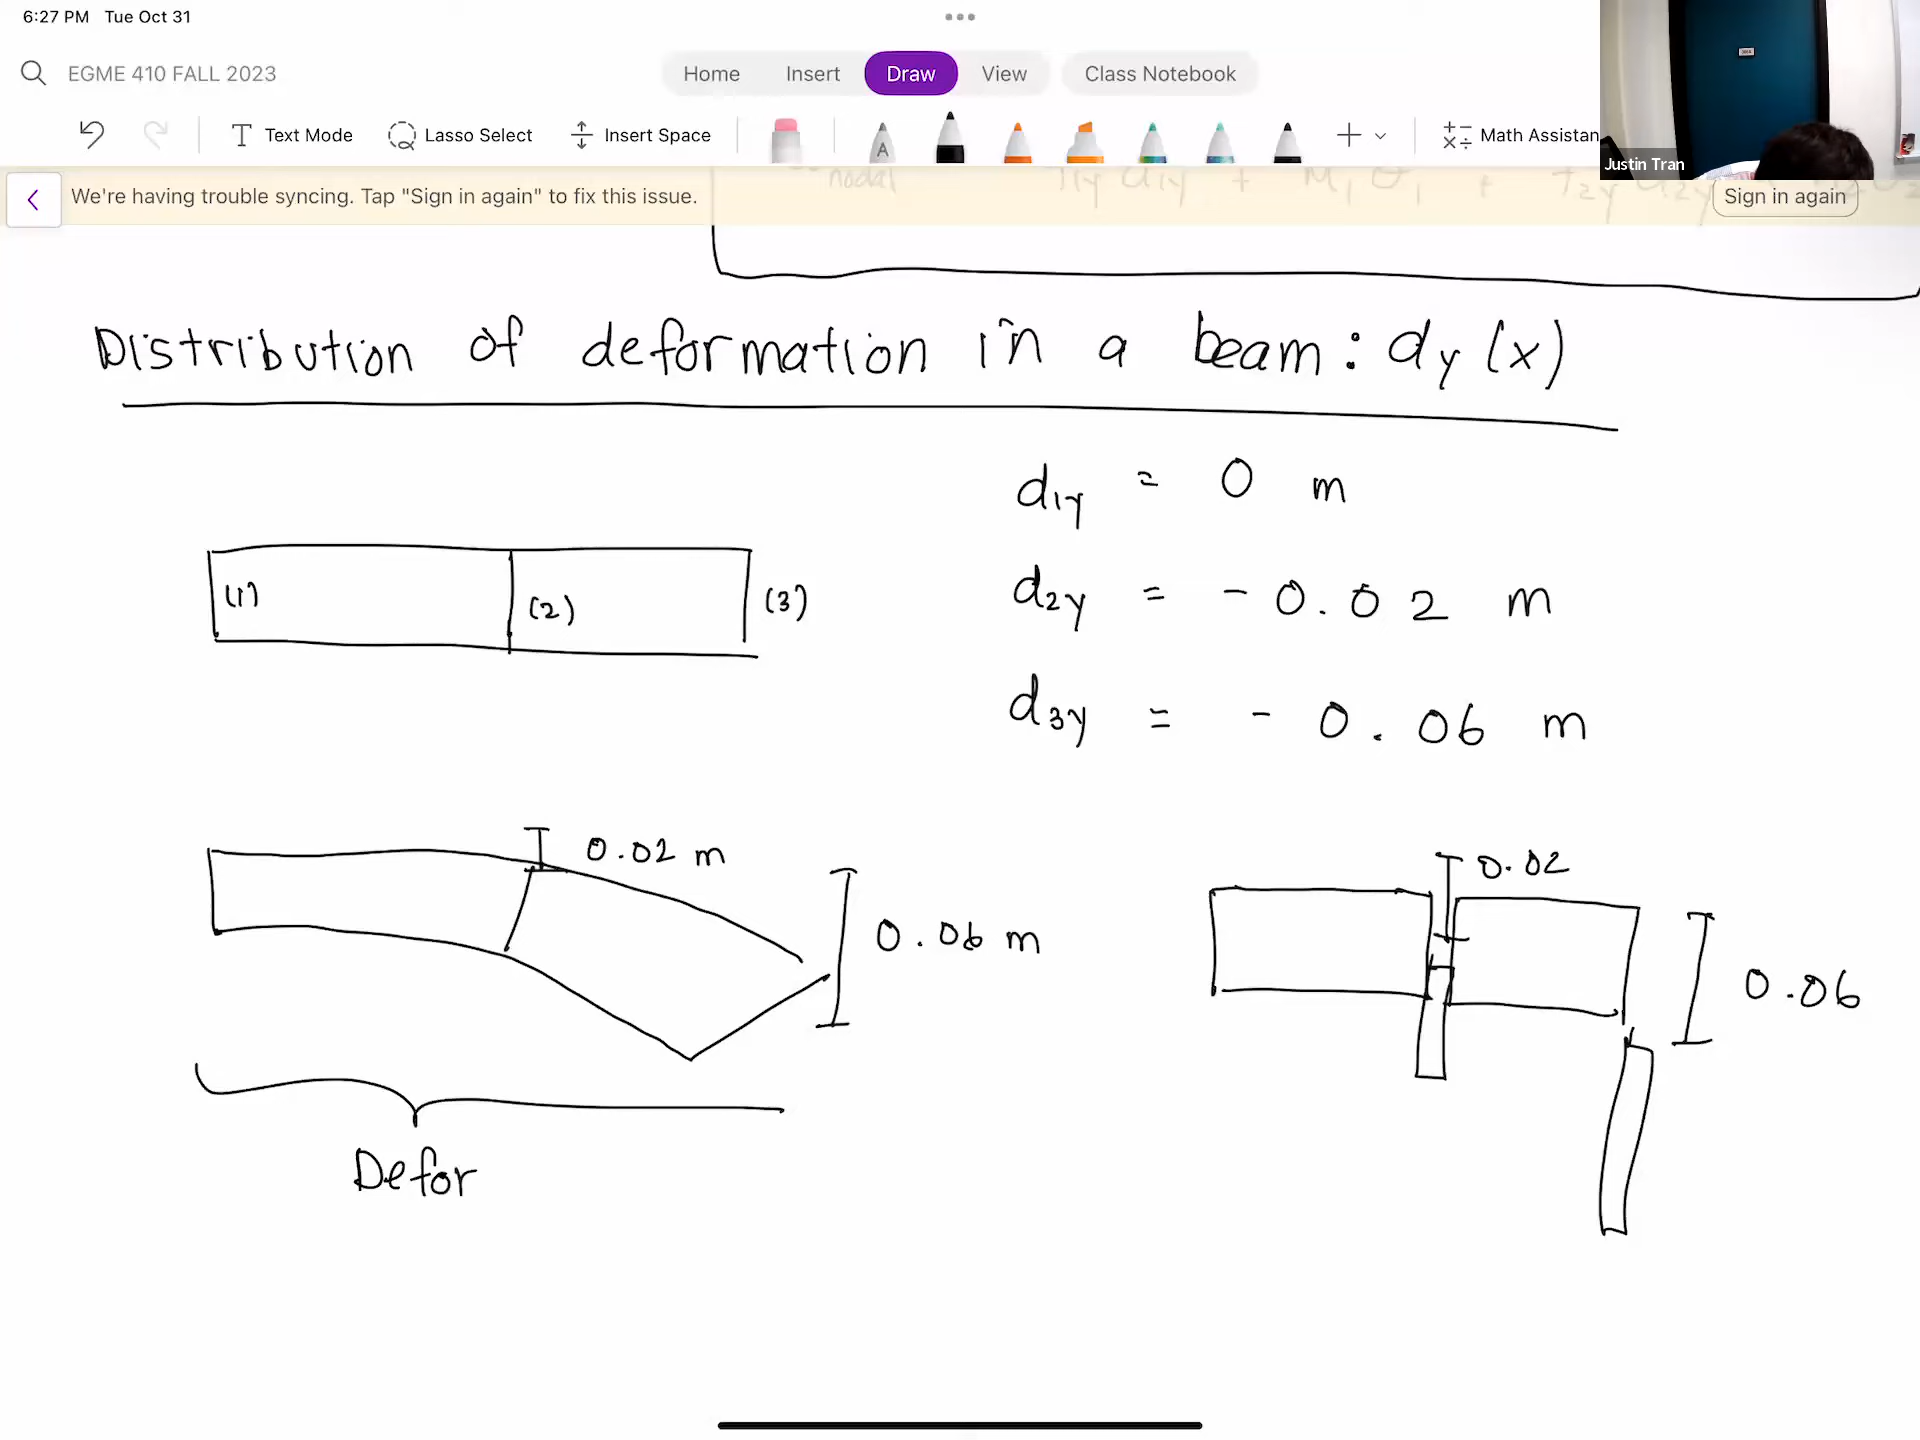 6:27 PM Tue Oct 31
EGME 410 FALL 2023
Home Insert Draw View Class Notebook
Text Mode Lasso Select Insert Space Math Assistan
Justin Tran
We're having trouble syncing. Tap "Sign in again" to fix this issue.
Sign in again
nodal
Distribution of deformation in a beam: dy(x)
d1y = 0 m
(1) (2) (3)
d2y = - 0.02 m
d3y = - 0.06 m
0.02 m
0.06 m
0.02
0.06
Defor